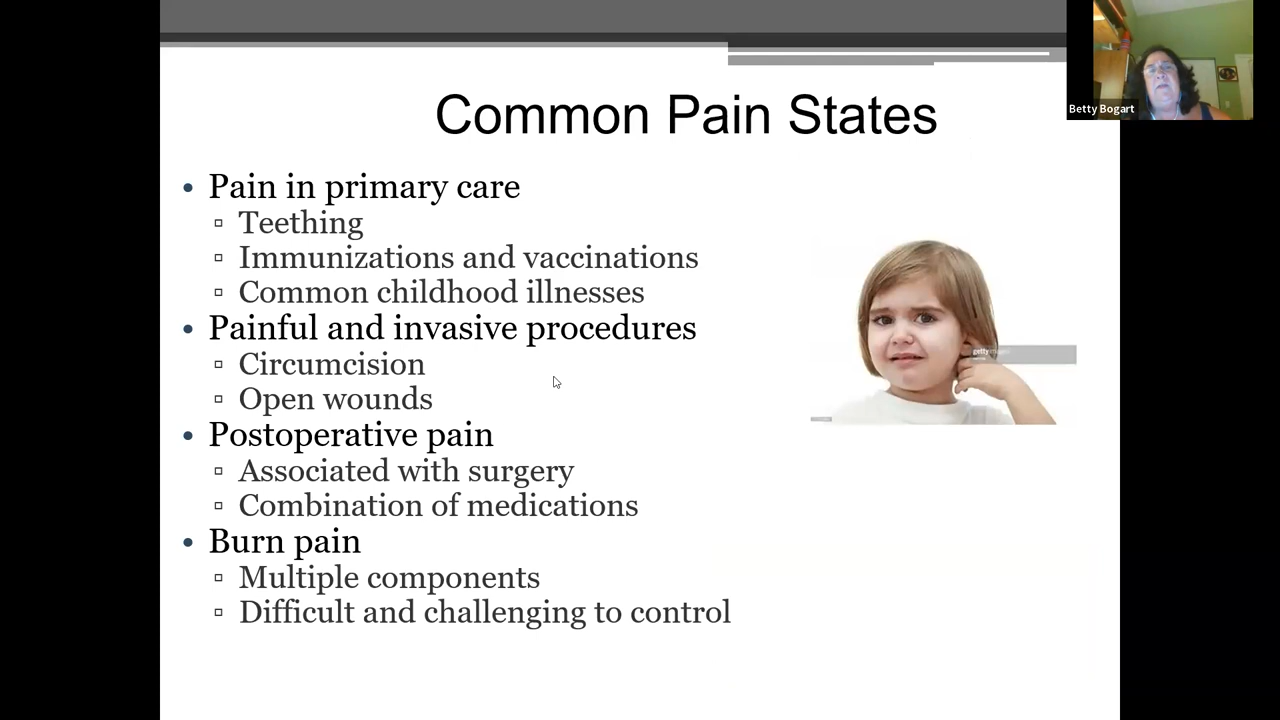 Common Pain States
Betty Bogart
• Pain in primary care
▫ Teething
▫ Immunizations and vaccinations
▫ Common childhood illnesses
• Painful and invasive procedures
▫ Circumcision
▫ Open wounds
• Postoperative pain
▫ Associated with surgery
▫ Combination of medications
• Burn pain
▫ Multiple components
▫ Difficult and challenging to control
gettyimages